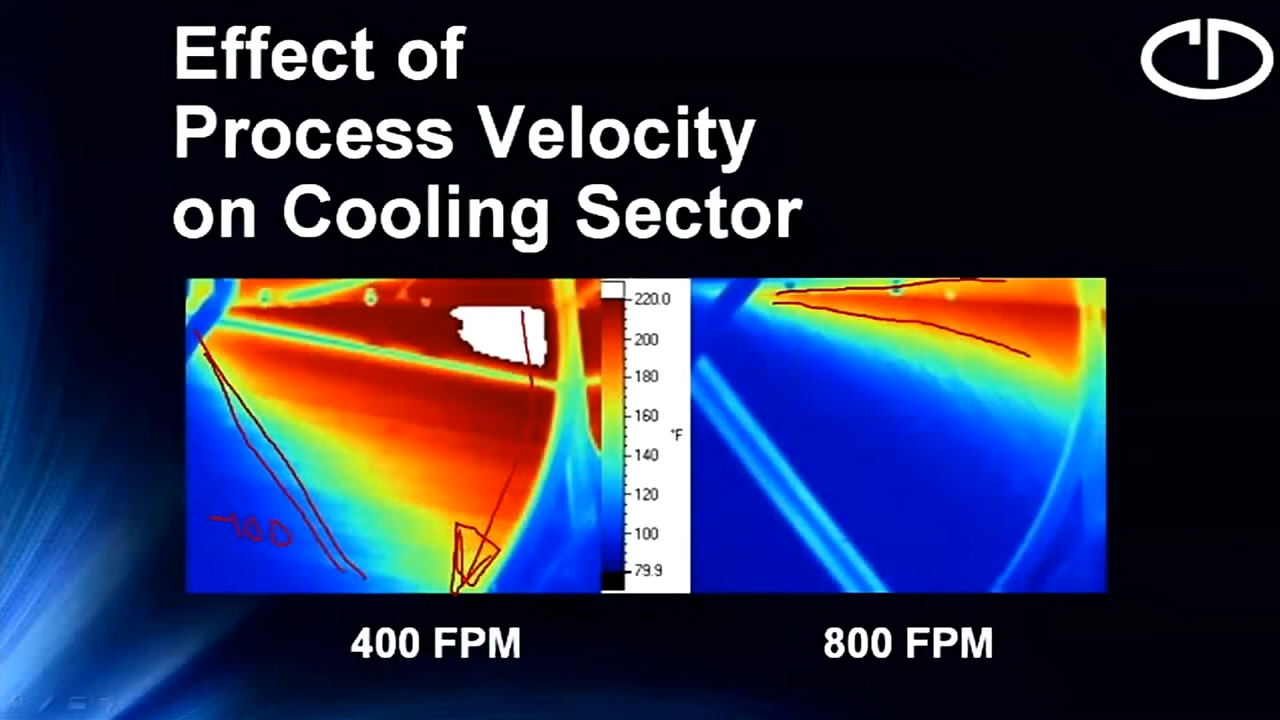 Effect of
Process Velocity
on Cooling Sector
220.0
200
180
160
°F
140
120
100
79.9
400 FPM
800 FPM